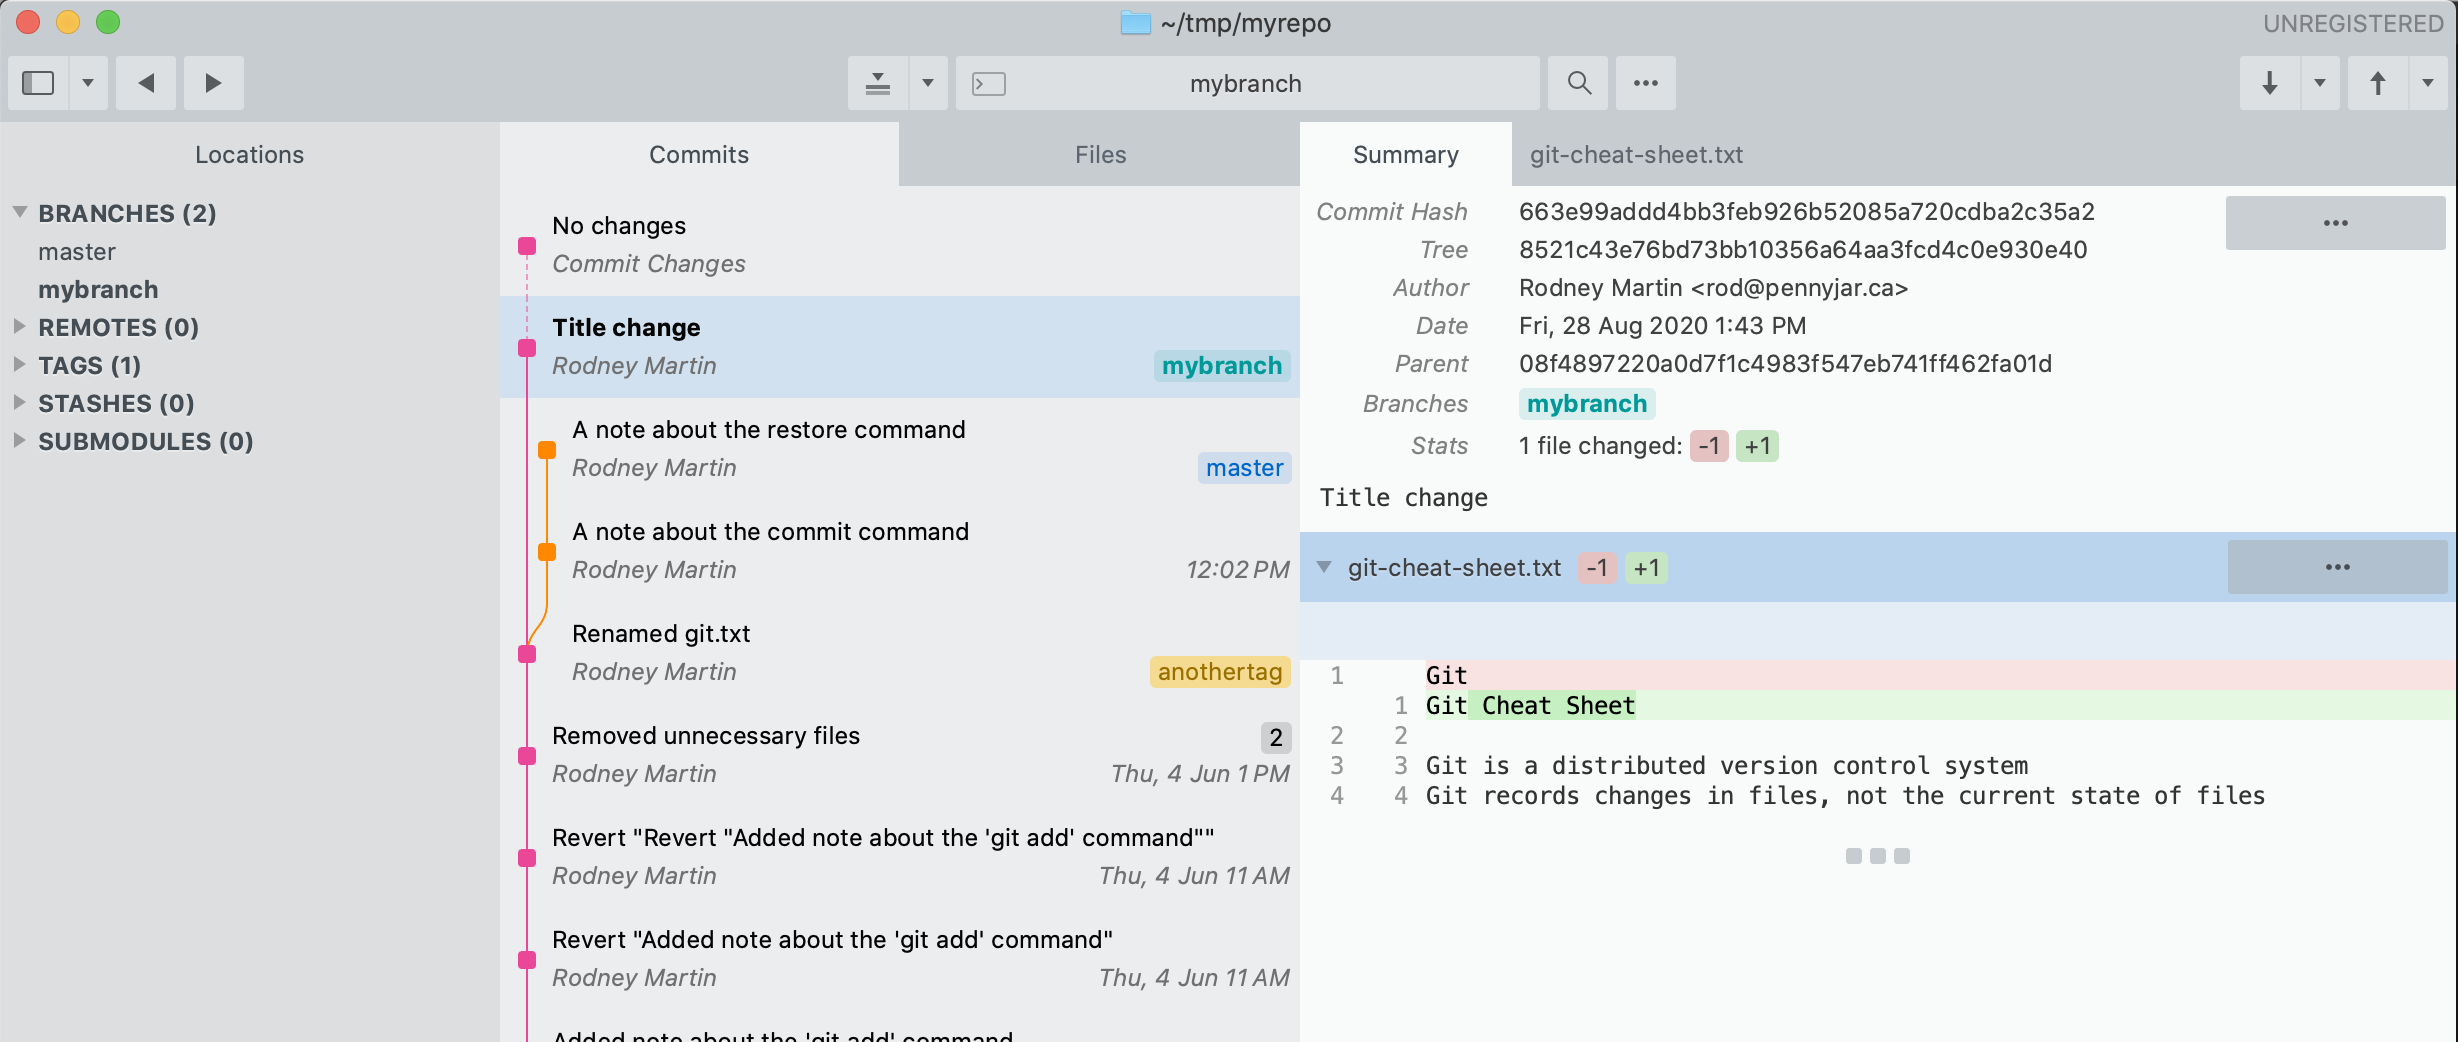 ~/tmp/myrepo
UNREGISTERED
mybranch
Locations
BRANCHES (2)
master
mybranch
REMOTES (0)
TAGS (1)
STASHES (0)
SUBMODULES (0)
Commits
Files
No changes
Commit Changes
Title change
Rodney Martin
mybranch
A note about the restore command
Rodney Martin
master
A note about the commit command
Rodney Martin
12:02 PM
Renamed git.txt
Rodney Martin
anothertag
Removed unnecessary files
2
Rodney Martin
Thu, 4 Jun 1 PM
Revert "Revert "Added note about the 'git add' command""
Rodney Martin
Thu, 4 Jun 11 AM
Revert "Added note about the 'git add' command"
Rodney Martin
Thu, 4 Jun 11 AM
Added note about the 'git add' command
Summary
git-cheat-sheet.txt
Commit Hash 663e99addd4bb3feb926b52085a720cdba2c35a2
Tree 8521c43e76bd73bb10356a64aa3fcd4c0e930e40
Author Rodney Martin <rod@pennyjar.ca>
Date Fri, 28 Aug 2020 1:43 PM
Parent 08f4897220a0d7f1c4983f547eb741ff462fa01d
Branches mybranch
Stats 1 file changed: -1 +1
Title change
git-cheat-sheet.txt -1 +1
1 Git
1 Git Cheat Sheet
2 2
3 3 Git is a distributed version control system
4 4 Git records changes in files, not the current state of files